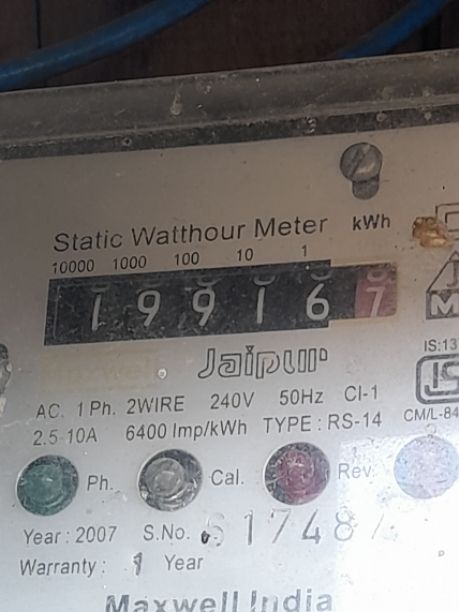 Static Watthour Meter kWh
10000 1000 100 10 1
1 9 9 1 6 7
Maxwell Jaipur
AC. 1 Ph. 2WIRE 240V 50Hz Cl-1
2.5-10A 6400 Imp/kWh TYPE : RS-14
Ph. Cal. Rev.
Year : 2007 S.No. 61748
Warranty : 1 Year
Maxwell India
IS:13
CM/L-84